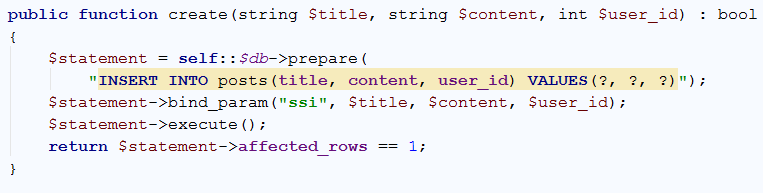 public function create(string $title, string $content, int $user_id) : bool
{
    $statement = self::$db->prepare(
        "INSERT INTO posts(title, content, user_id) VALUES(?, ?, ?)");
    $statement->bind_param("ssi", $title, $content, $user_id);
    $statement->execute();
    return $statement->affected_rows == 1;
}